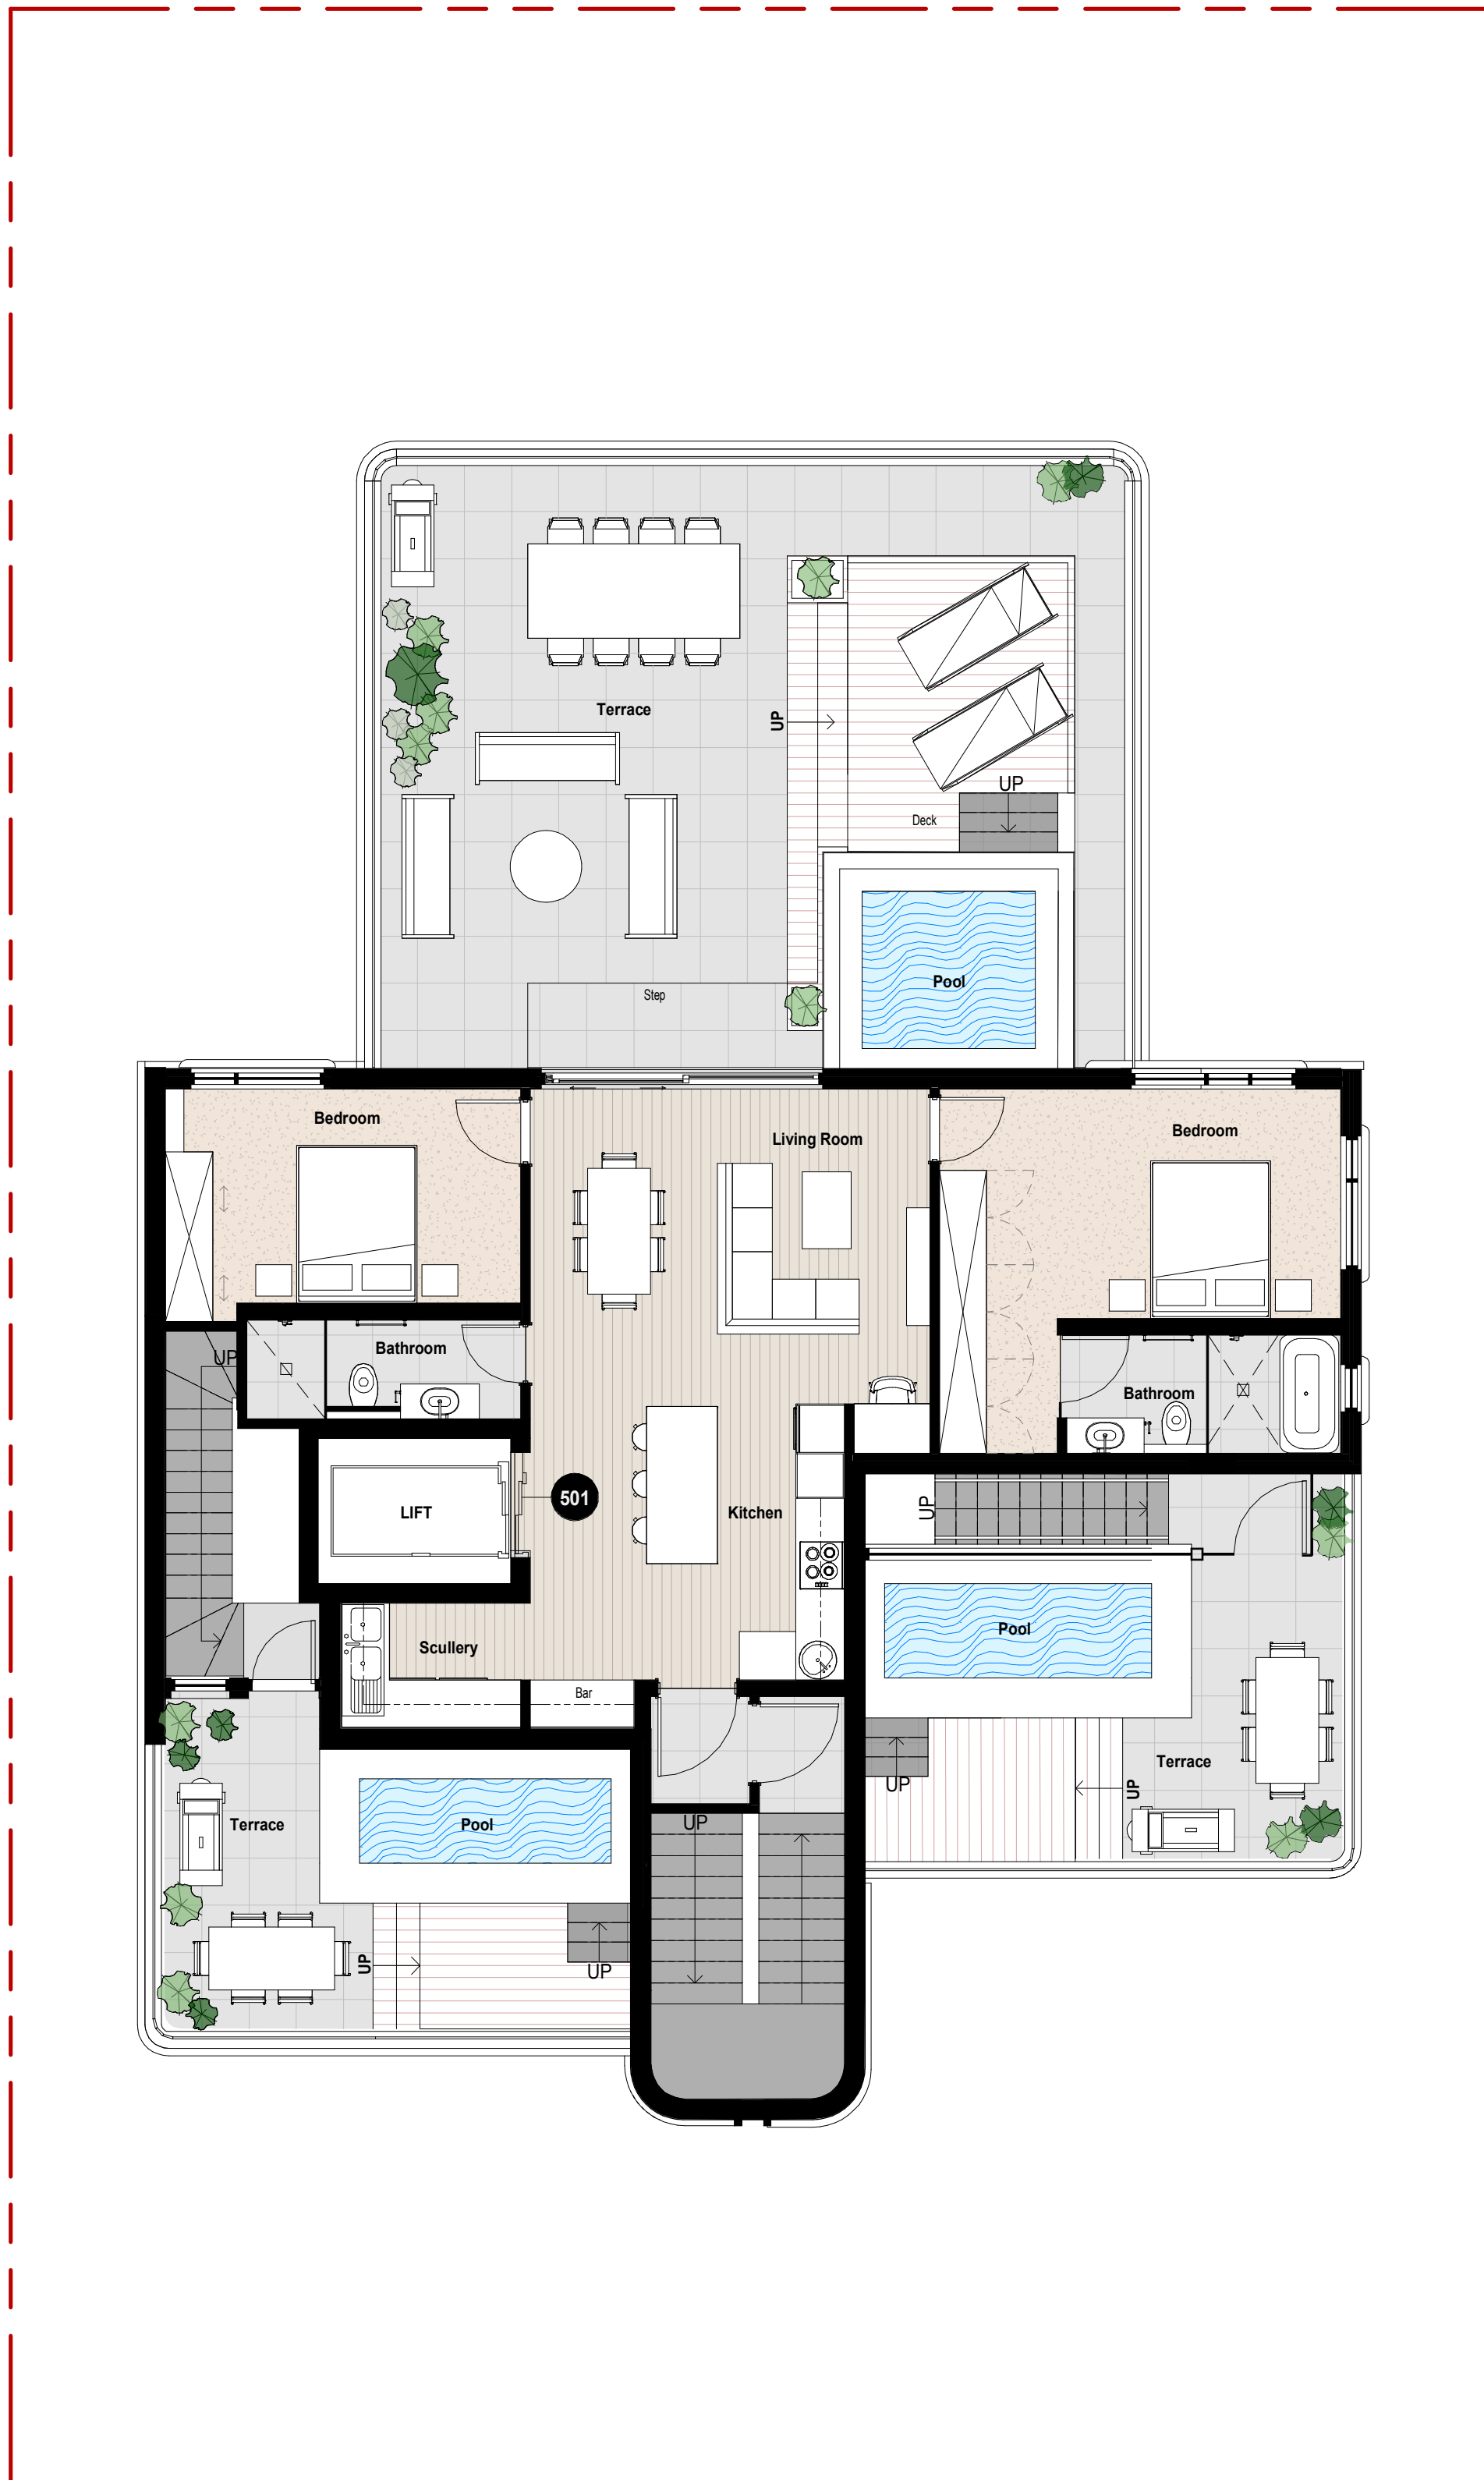 Terrace
UP
UP
Deck
Pool
Step
Bedroom
Living Room
Bedroom
UP
Bathroom
Bathroom
LIFT
501
Kitchen
UP
Scullery
Pool
Bar
Terrace
UP
UP
Terrace
Pool
UP
UP
UP